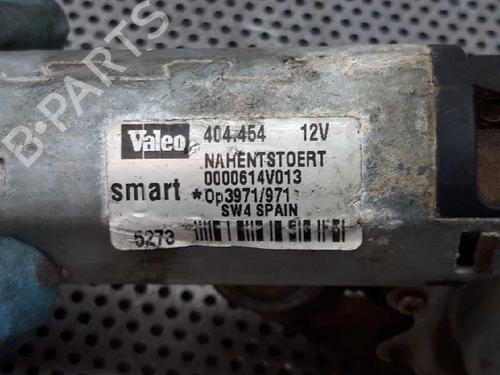 B-PARTS
Valeo 404.454 12V
NAHENTSTOERT
0000614V013
smart *Op3971/971
SW4 SPAIN
5273